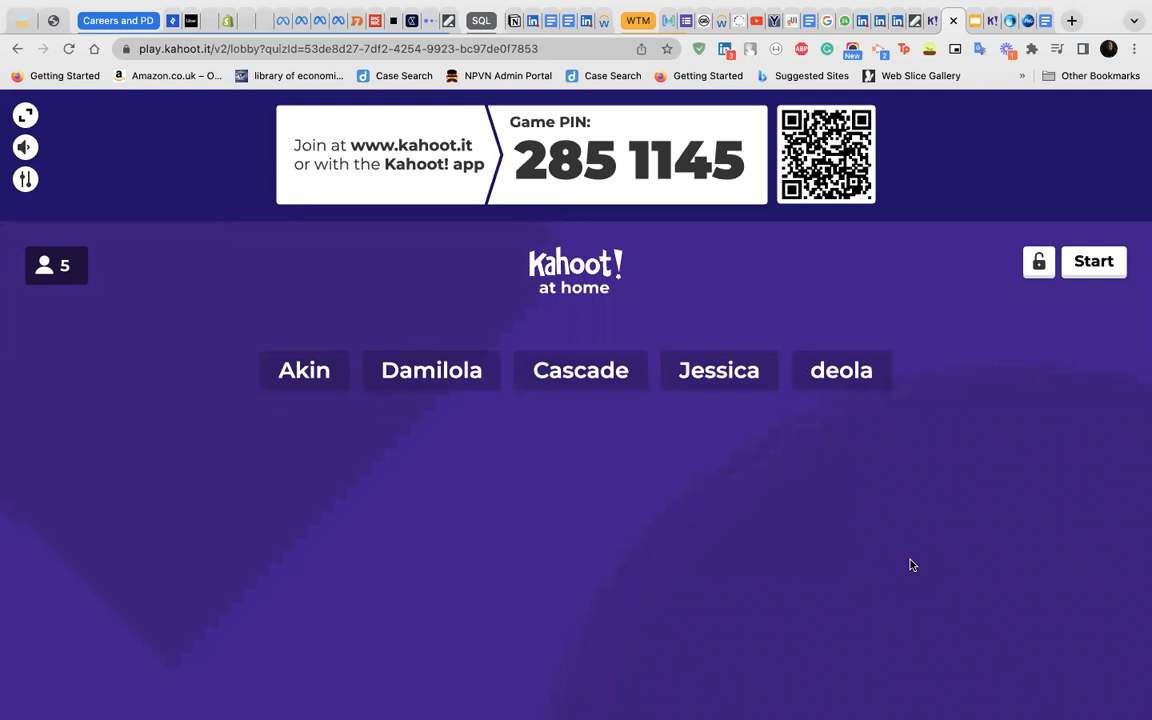 Careers and PD
SQL
WTM
play.kahoot.it/v2/lobby?quizId=53de8d27-7df2-4254-9923-bc97de0f7853
Getting Started
Amazon.co.uk – O...
library of economi...
Case Search
NPVN Admin Portal
Case Search
Getting Started
Suggested Sites
Web Slice Gallery
»
Other Bookmarks
Join at www.kahoot.it
or with the Kahoot! app
Game PIN:
285 1145
5
Kahoot!
at home
Start
Akin
Damilola
Cascade
Jessica
deola